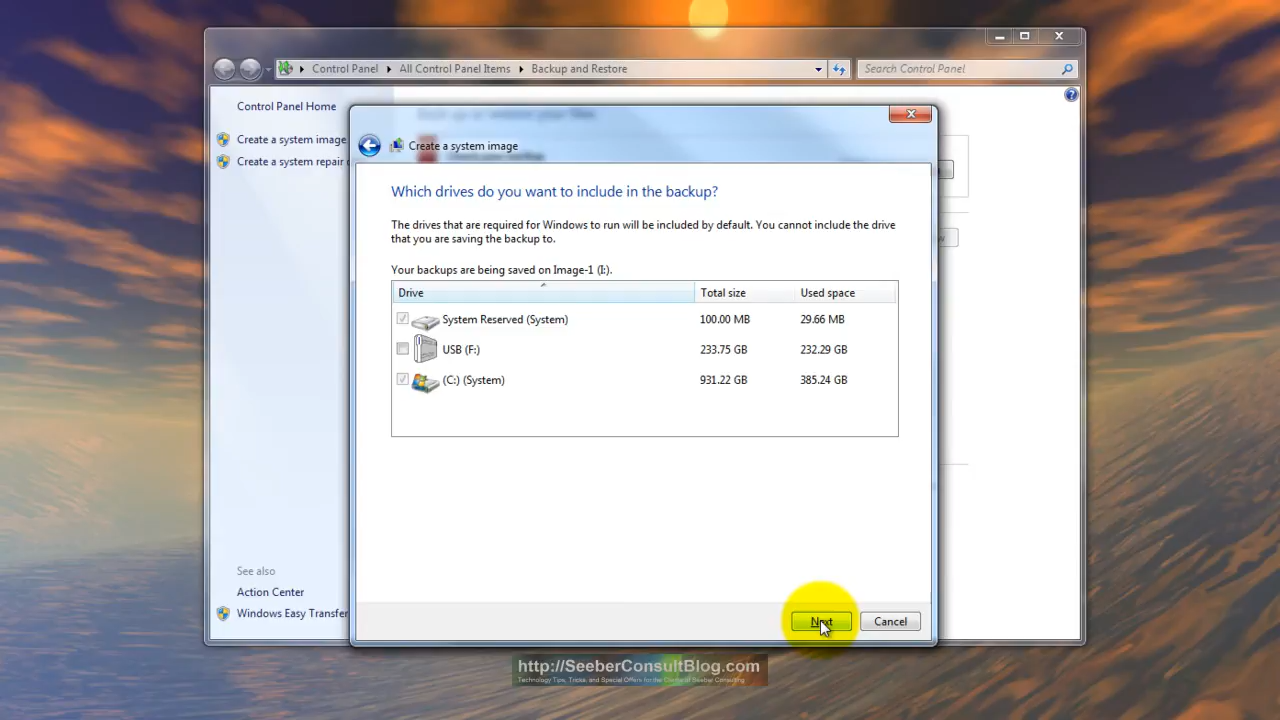 Control Panel ▸ All Control Panel Items ▸ Backup and Restore
Search Control Panel
Control Panel Home
Create a system image
Create a system repair
See also
Action Center
Windows Easy Transfer
Create a system image
Which drives do you want to include in the backup?
The drives that are required for Windows to run will be included by default. You cannot include the drive
that you are saving the backup to.
Your backups are being saved on Image-1 (I:).
Drive Total size Used space
System Reserved (System) 100.00 MB 29.66 MB
USB (F:) 233.75 GB 232.29 GB
(C:) (System) 931.22 GB 385.24 GB
Next Cancel
http://SeeberConsultBlog.com
Technology Tips, Tricks, and Special Offers for the Clients of Seeber Consulting